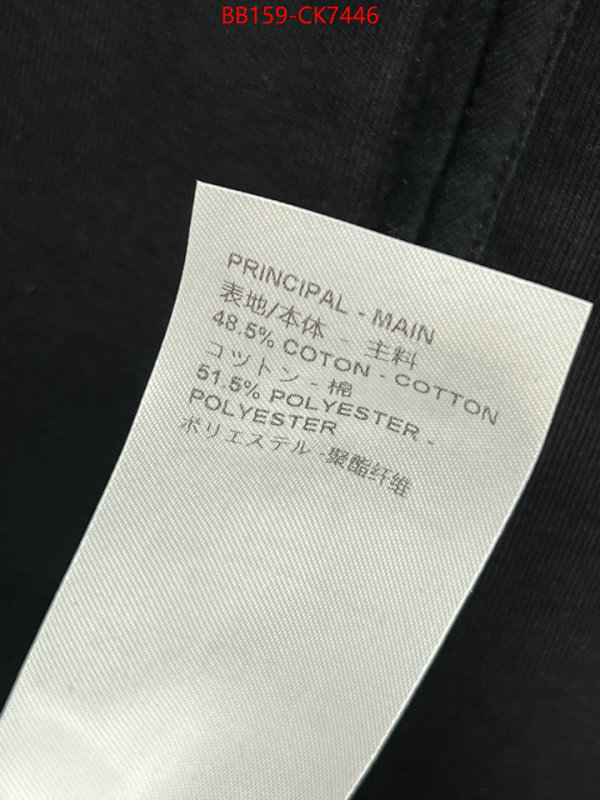 BB159-CK7446
PRINCIPAL - MAIN
表地/本体 - 主料
48.5% COTON - COTTON
コットン - 棉
51.5% POLYESTER -
POLYESTER
ポリエステル -聚酯纤维